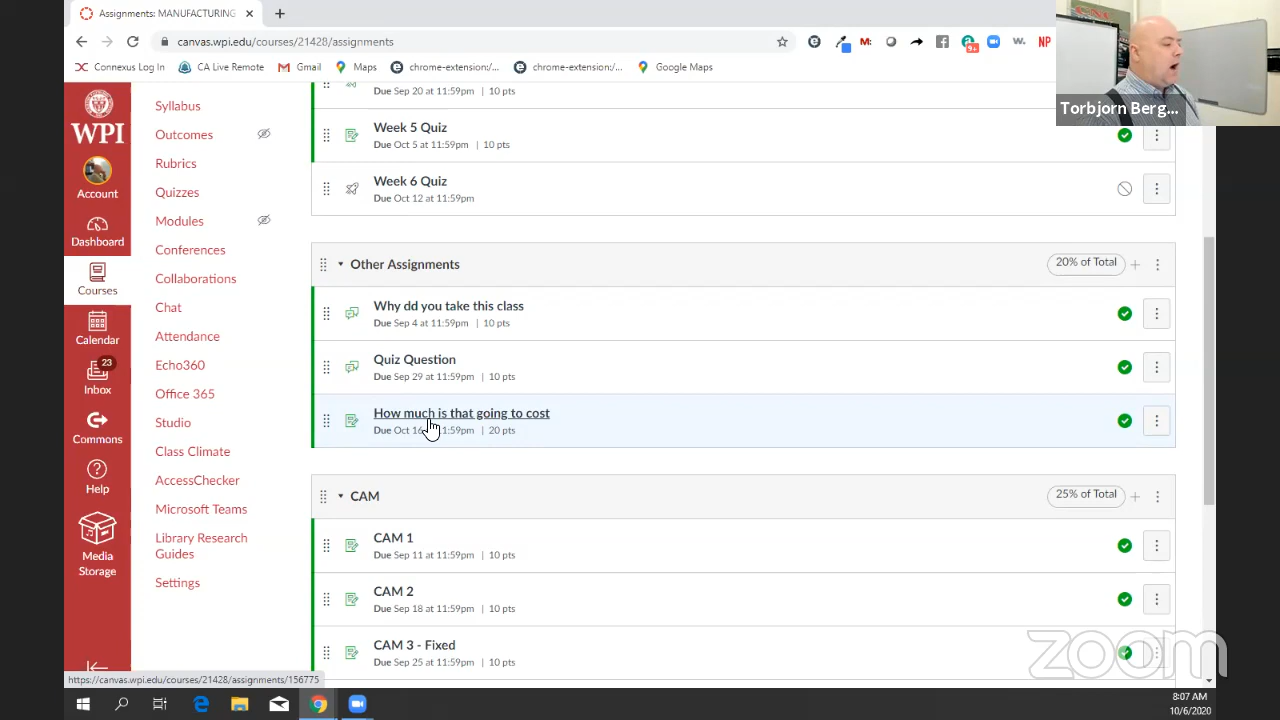 Assignments: MANUFACTURING
canvas.wpi.edu/courses/21428/assignments
M:
9+
w.
NP
Connexus Log In
CA Live Remote
Gmail
Maps
chrome-extension:/...
chrome-extension:/...
Google Maps
Torbjorn Berg...
WPI
Account
Dashboard
Courses
Calendar
23
Inbox
Commons
Help
Media
Storage
Syllabus
Outcomes
Rubrics
Quizzes
Modules
Conferences
Collaborations
Chat
Attendance
Echo360
Office 365
Studio
Class Climate
AccessChecker
Microsoft Teams
Library Research
Guides
Settings
Due Sep 20 at 11:59pm | 10 pts
Week 5 Quiz
Due Oct 5 at 11:59pm | 10 pts
Week 6 Quiz
Due Oct 12 at 11:59pm
Other Assignments
20% of Total
Why dd you take this class
Due Sep 4 at 11:59pm | 10 pts
Quiz Question
Due Sep 29 at 11:59pm | 10 pts
How much is that going to cost
Due Oct 16 11:59pm | 20 pts
CAM
25% of Total
CAM 1
Due Sep 11 at 11:59pm | 10 pts
CAM 2
Due Sep 18 at 11:59pm | 10 pts
CAM 3 - Fixed
Due Sep 25 at 11:59pm | 10 pts
zoom
https://canvas.wpi.edu/courses/21428/assignments/156775
8:07 AM
10/6/2020